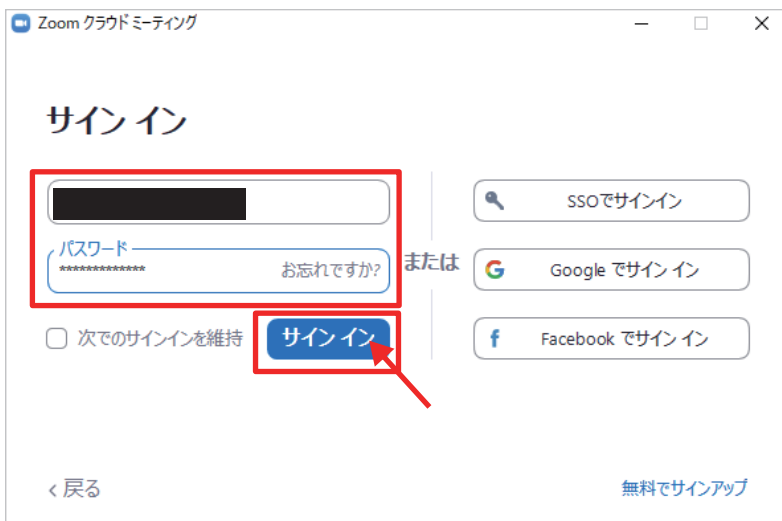 Zoom クラウドミーティング
サイン イン
パスワード
*************
お忘れですか?
次でのサインインを維持
サイン イン
または
SSOでサインイン
Google でサイン イン
Facebook でサイン イン
‹ 戻る
無料でサインアップ